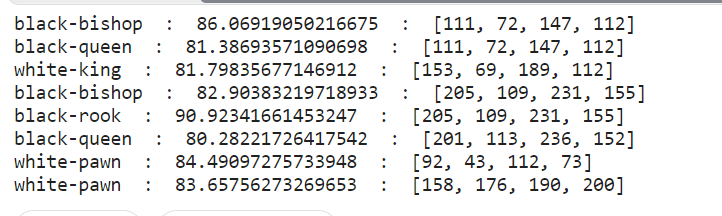 black-bishop  :  86.06919050216675  :  [111, 72, 147, 112]
black-queen  :  81.38693571090698  :  [111, 72, 147, 112]
white-king  :  81.79835677146912  :  [153, 69, 189, 112]
black-bishop  :  82.90383219718933  :  [205, 109, 231, 155]
black-rook  :  90.92341661453247  :  [205, 109, 231, 155]
black-queen  :  80.28221726417542  :  [201, 113, 236, 152]
white-pawn  :  84.49097275733948  :  [92, 43, 112, 73]
white-pawn  :  83.65756273269653  :  [158, 176, 190, 200]